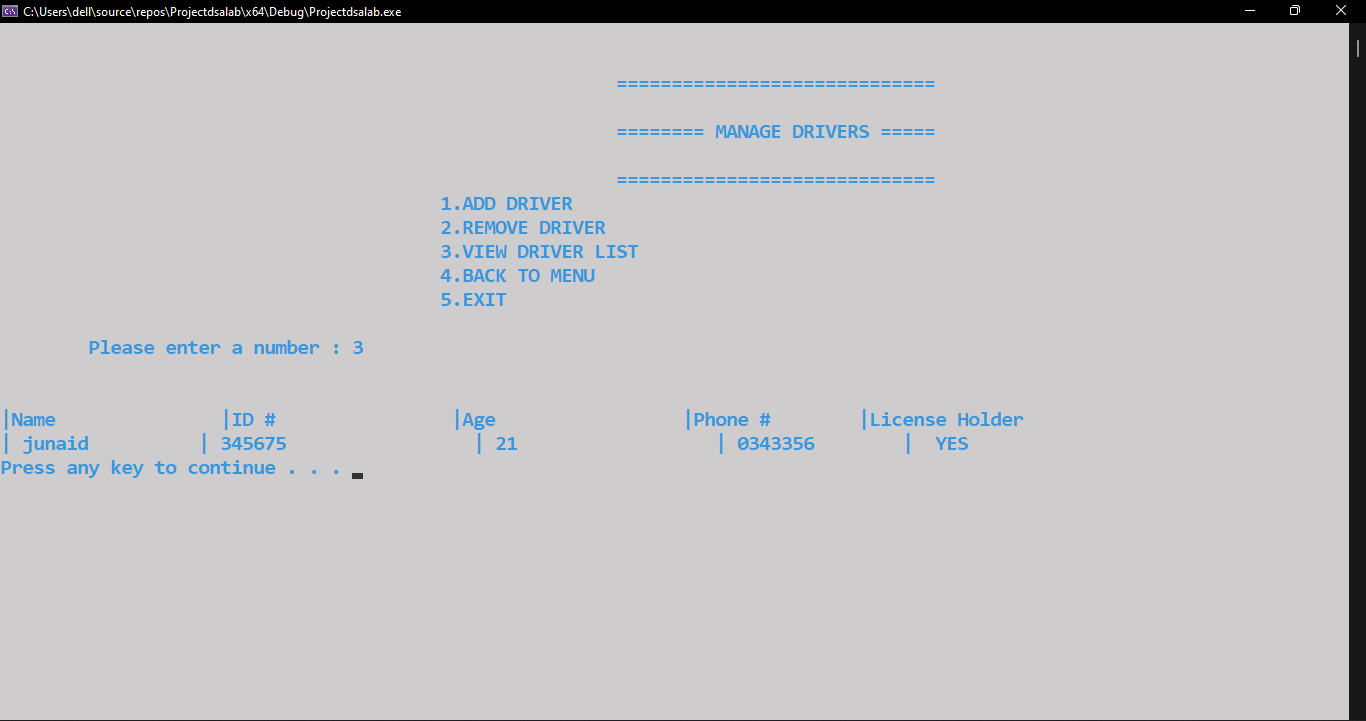 C:\Users\dell\source\repos\Projectdsalab\x64\Debug\Projectdsalab.exe
=============================
======== MANAGE DRIVERS =====
=============================
1.ADD DRIVER
2.REMOVE DRIVER
3.VIEW DRIVER LIST
4.BACK TO MENU
5.EXIT
Please enter a number : 3
|Name |ID # |Age |Phone # |License Holder
| junaid | 345675 | 21 | 0343356 | YES
Press any key to continue . . .